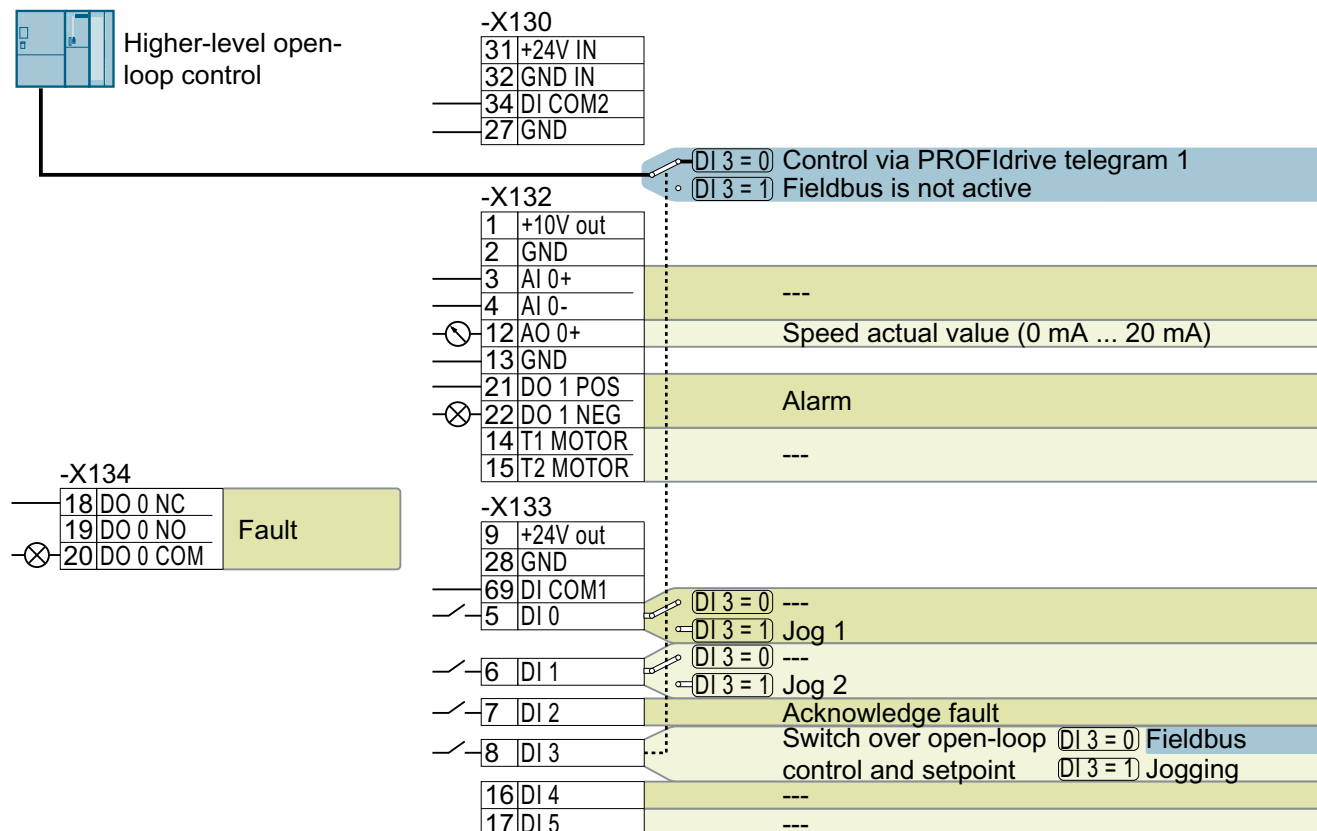 Higher-level open-
loop control
-X130
31 +24V IN
32 GND IN
34 DI COM2
27 GND
DI 3 = 0 Control via PROFIdrive telegram 1
DI 3 = 1 Fieldbus is not active
-X132
1 +10V out
2 GND
3 AI 0+
4 AI 0-
---
12 AO 0+ Speed actual value (0 mA ... 20 mA)
13 GND
21 DO 1 POS
22 DO 1 NEG
Alarm
14 T1 MOTOR
15 T2 MOTOR
---
-X134
18 DO 0 NC
19 DO 0 NO
20 DO 0 COM
Fault
-X133
9 +24V out
28 GND
69 DI COM1
5 DI 0
DI 3 = 0 ---
DI 3 = 1 Jog 1
6 DI 1
DI 3 = 0 ---
DI 3 = 1 Jog 2
7 DI 2 Acknowledge fault
8 DI 3
Switch over open-loop DI 3 = 0 Fieldbus
control and setpoint DI 3 = 1 Jogging
16 DI 4 ---
17 DI 5 ---